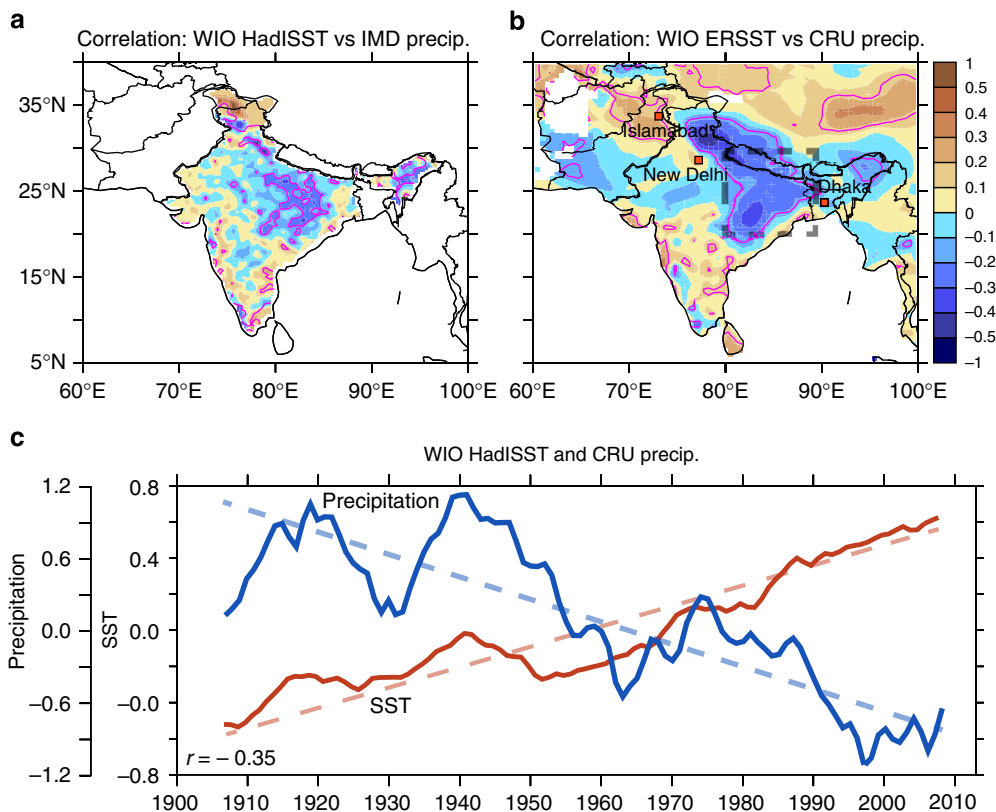 a
Correlation: WIO HadISST vs IMD precip.
35°N
25°N
15°N
5°N
60°E 70°E 80°E 90°E 100°E
b
Correlation: WIO ERSST vs CRU precip.
Islamabad
New Delhi
Dhaka
60°E 70°E 80°E 90°E 100°E
1
0.5
0.4
0.3
0.2
0.1
0
−0.1
−0.2
−0.3
−0.4
−0.5
−1
c
WIO HadISST and CRU precip.
Precipitation
1.2
0.6
0.0
−0.6
−1.2
SST
0.8
0.4
0.0
−0.0
−0.8
Precipitation
SST
r = − 0.35
1900 1910 1920 1930 1940 1950 1960 1970 1980 1990 2000 2010